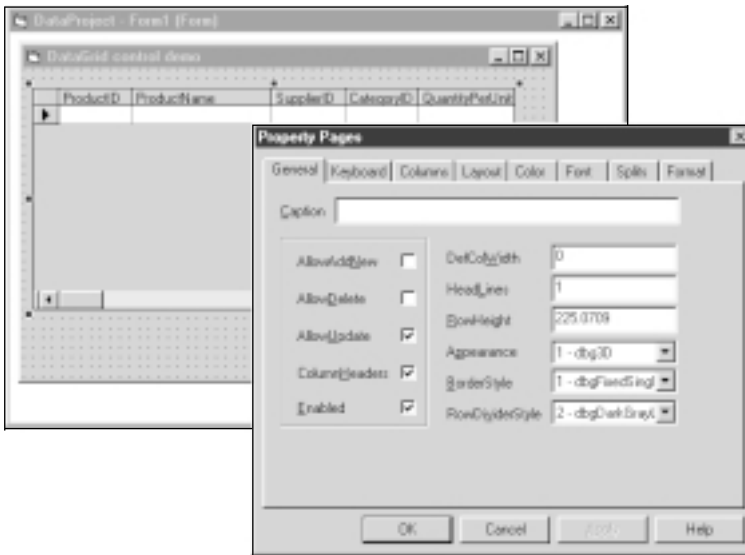 DataProject - Form1 (Form)
DataGrid control demo
ProductID ProductName SupplierID CategoryID QuantityPerUnit
Property Pages
General Keyboard Columns Layout Color Font Splits Format
Caption
AllowAddNew
AllowDelete
AllowUpdate
ColumnHeaders
Enabled
DefColWidth 0
HeadLines 1
RowHeight 225.0709
Appearance 1 - dbg3D
BorderStyle 1 - dbgFixedSingl
RowDividerStyle 2 - dbgDarkGrayL
OK Cancel Apply Help